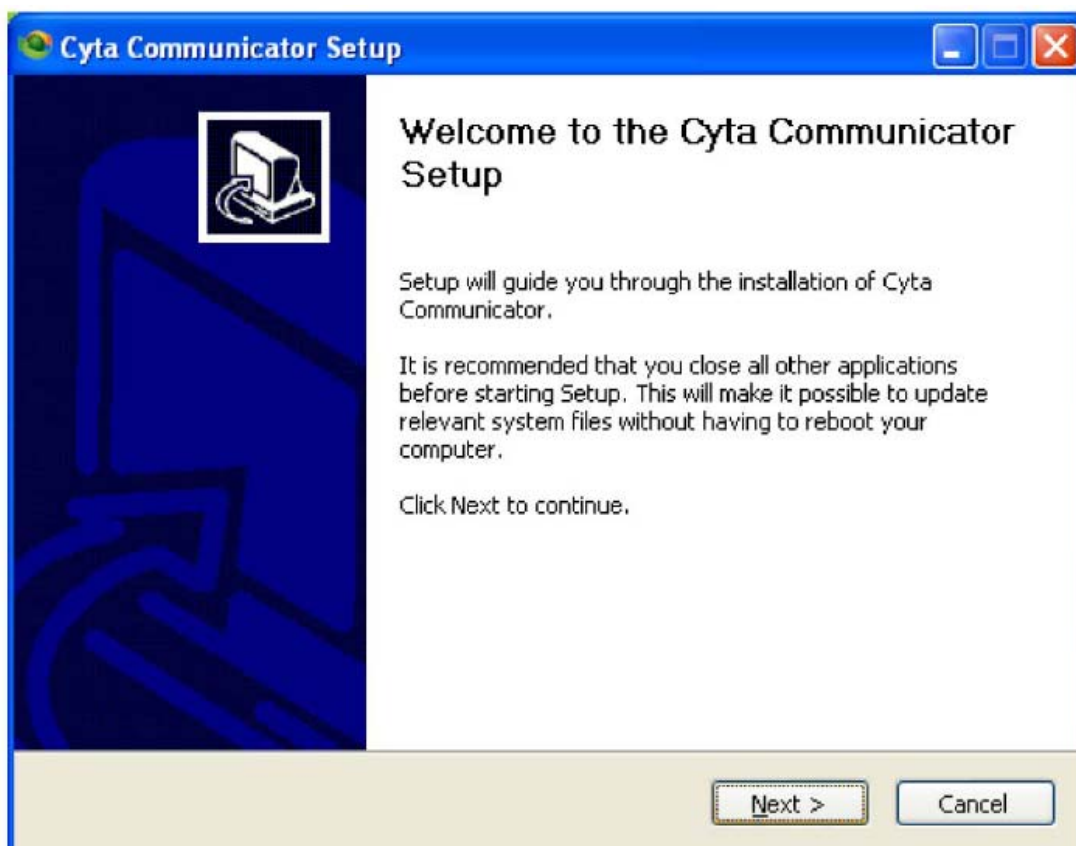 Cyta Communicator Setup
Welcome to the Cyta Communicator
Setup
Setup will guide you through the installation of Cyta
Communicator.
It is recommended that you close all other applications
before starting Setup. This will make it possible to update
relevant system files without having to reboot your
computer.
Click Next to continue.
Next >
Cancel